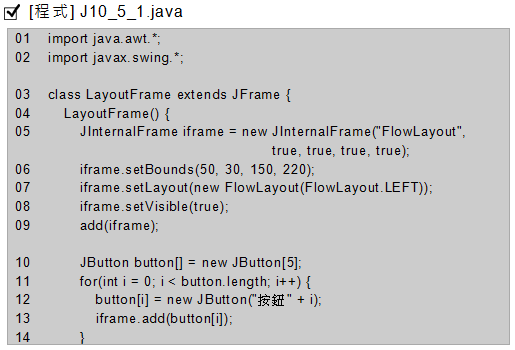 [程式] J10_5_1.java
01 import java.awt.*;
02 import javax.swing.*;
03 class LayoutFrame extends JFrame {
04 LayoutFrame() {
05 JInternalFrame iframe = new JInternalFrame("FlowLayout",
true, true, true, true);
06 iframe.setBounds(50, 30, 150, 220);
07 iframe.setLayout(new FlowLayout(FlowLayout.LEFT));
08 iframe.setVisible(true);
09 add(iframe);
10 JButton button[] = new JButton[5];
11 for(int i = 0; i < button.length; i++) {
12 button[i] = new JButton("按鈕" + i);
13 iframe.add(button[i]);
14 }